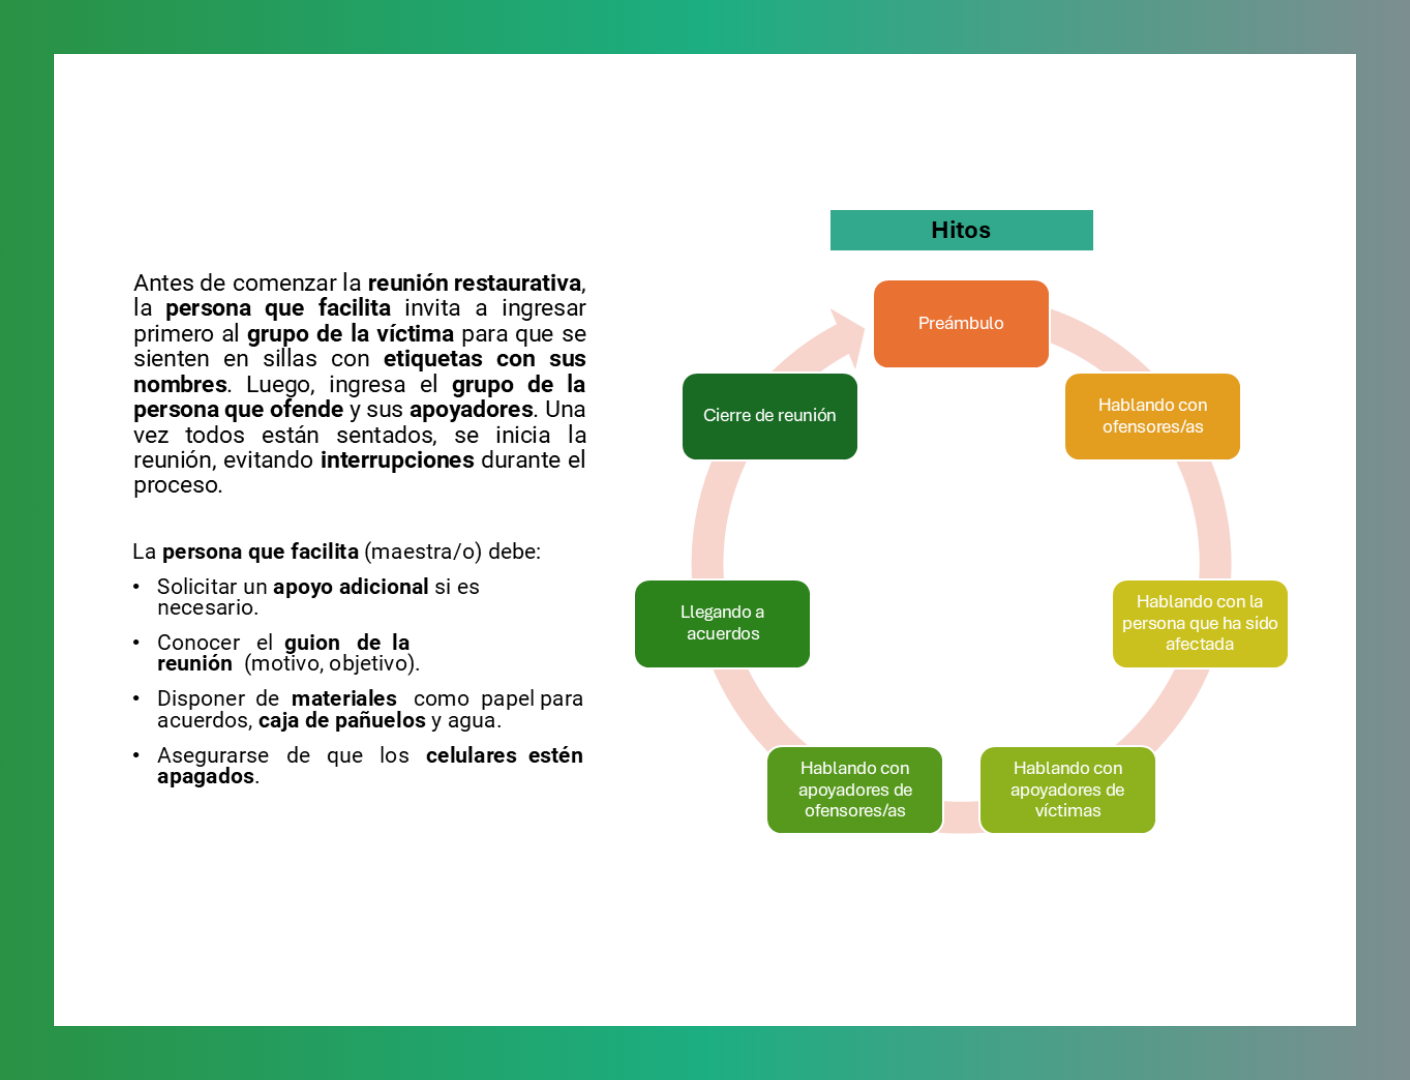 Antes de comenzar la reunión restaurativa,
la persona que facilita invita a ingresar
primero al grupo de la víctima para que se
sienten en sillas con etiquetas con sus
nombres. Luego, ingresa el grupo de la
persona que ofende y sus apoyadores. Una
vez todos están sentados, se inicia la
reunión, evitando interrupciones durante el
proceso.
La persona que facilita (maestra/o) debe:
• Solicitar un apoyo adicional si es
necesario.
• Conocer el guion de la
reunión (motivo, objetivo).
• Disponer de materiales como papel para
acuerdos, caja de pañuelos y agua.
• Asegurarse de que los celulares estén
apagados.
Hitos
Preámbulo
Hablando con
ofensores/as
Hablando con la
persona que ha sido
afectada
Hablando con
apoyadores de
víctimas
Hablando con
apoyadores de
ofensores/as
Llegando a
acuerdos
Cierre de reunión